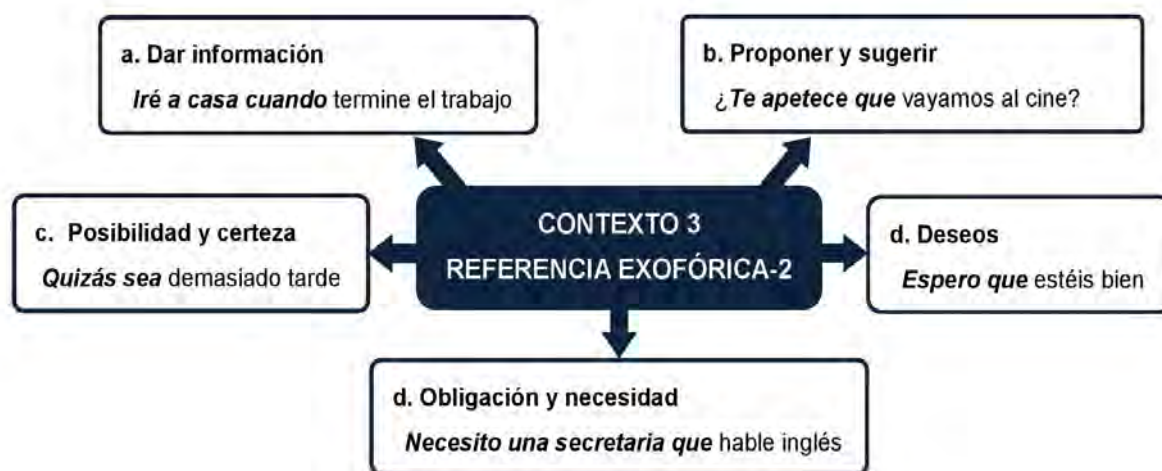 a. Dar información
Iré a casa cuando termine el trabajo
b. Proponer y sugerir
¿Te apetece que vayamos al cine?
c. Posibilidad y certeza
Quizás sea demasiado tarde
CONTEXTO 3
REFERENCIA EXOFÓRICA-2
d. Deseos
Espero que estéis bien
d. Obligación y necesidad
Necesito una secretaria que hable inglés